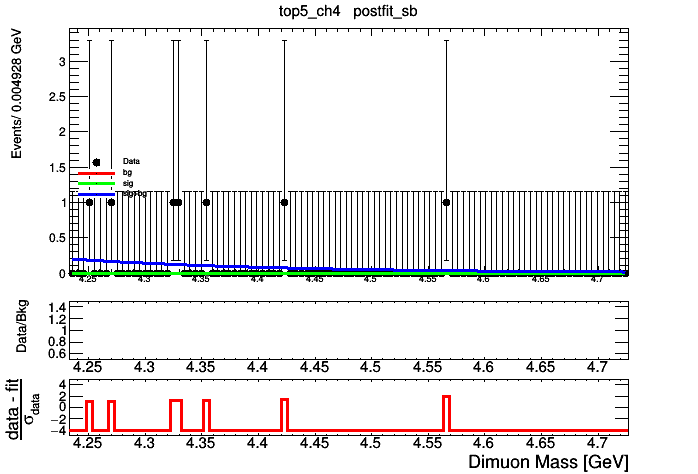 top5_ch4 postfit_sb
Events/ 0.004928 GeV
3
2.5
2
1.5
1
0.5
0
Data
bg
sig
sig+bg
4.25 4.3 4.35 4.4 4.45 4.5 4.55 4.6 4.65 4.7
Data/Bkg
1.4
1.2
1
0.8
0.6
4.25 4.3 4.35 4.4 4.45 4.5 4.55 4.6 4.65 4.7
data - fit
σdata
4
2
0
−2
−4
4.25 4.3 4.35 4.4 4.45 4.5 4.55 4.6 4.65 4.7
Dimuon Mass [GeV]